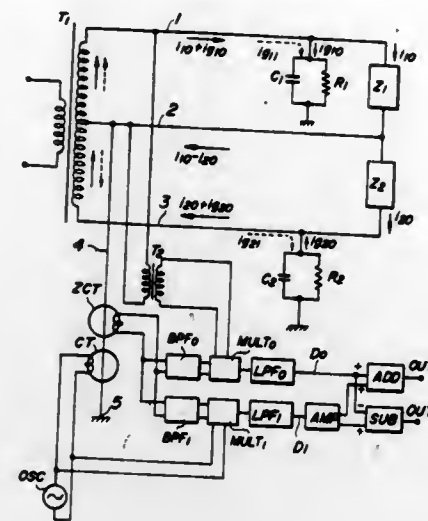 T1
1
i10+ig10
ig11
ig10
i10
C1
R1
Z1
2
i10-i20
Z2
i20+ig20
3
i20
ig21
ig20
4
T2
C2
R2
ZCT
CT
BPF0
MULT0
LPF0
D0
+
+
ADD
OUT
5
BPF1
MULT1
LPF1
D1
AMP
-
+
SUB
OUT
OSC